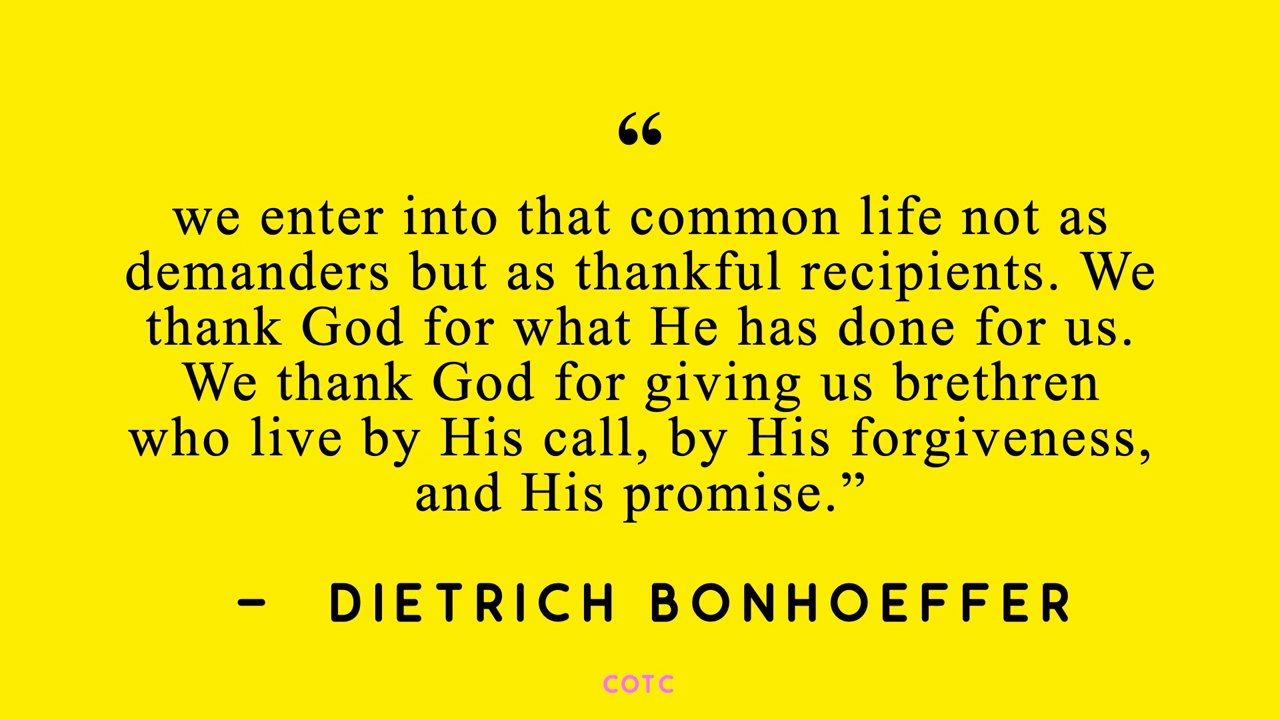 “
we enter into that common life not as
demanders but as thankful recipients. We
thank God for what He has done for us.
We thank God for giving us brethren
who live by His call, by His forgiveness,
and His promise.”
– DIETRICH BONHOEFFER
COTC